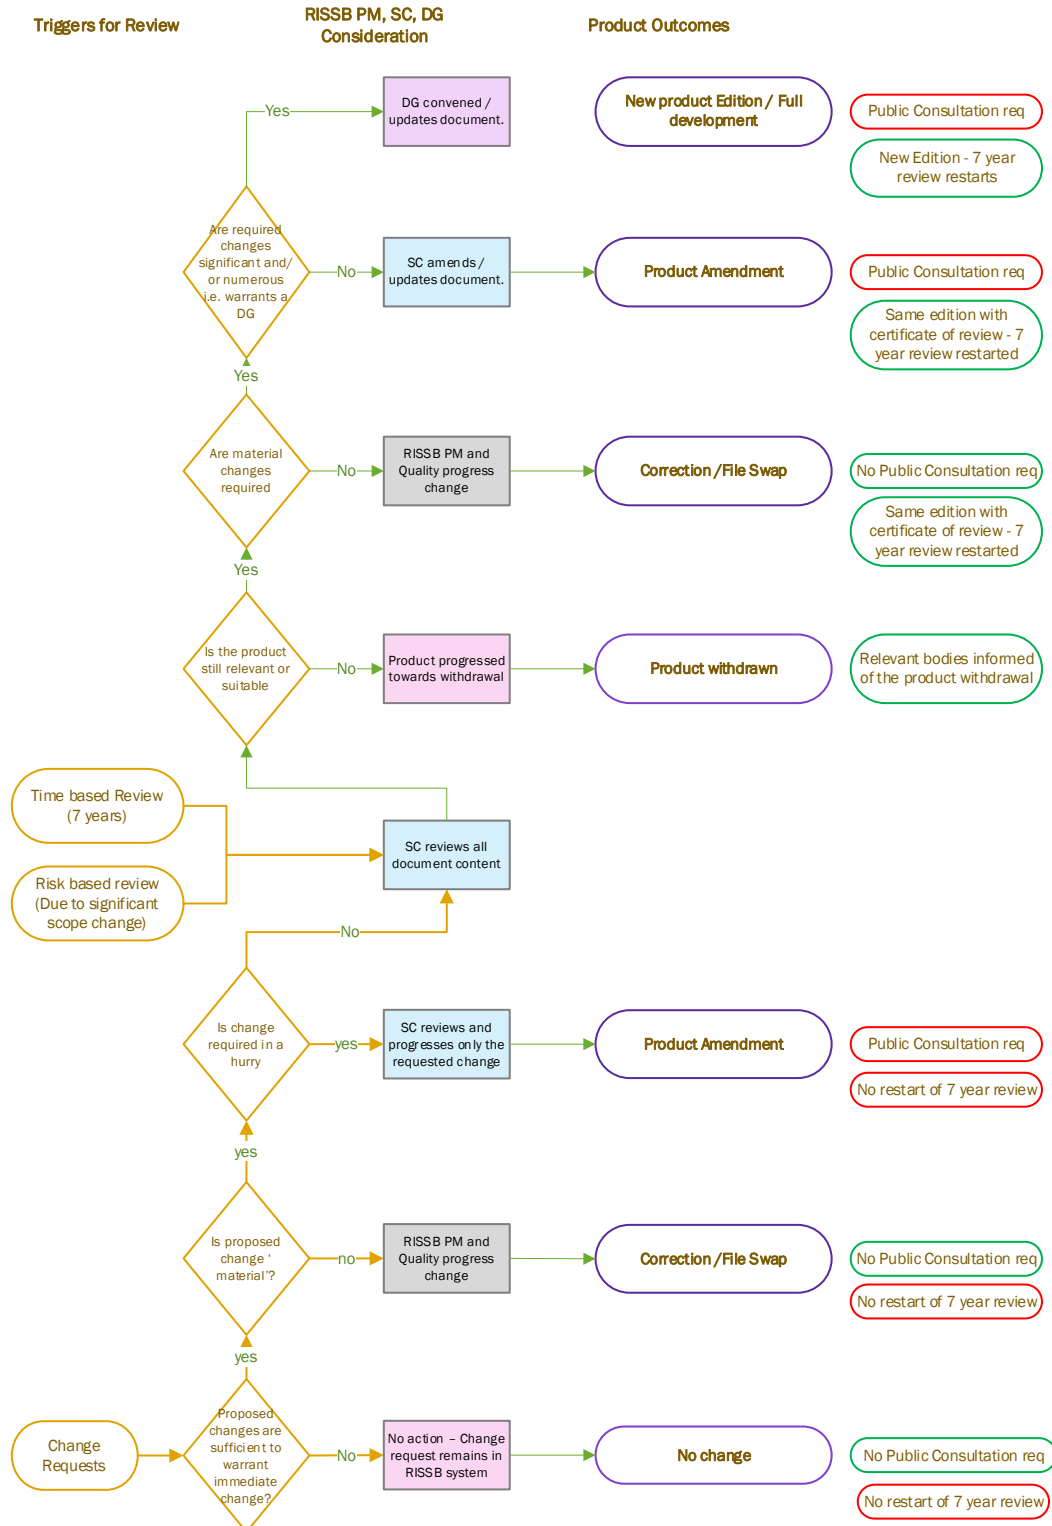 Triggers for Review
RISSB PM, SC, DG
Consideration
Product Outcomes
Yes
DG convened /
updates document.
New product Edition / Full
development
Public Consultation req
New Edition - 7 year
review restarts
Are required
changes
significant and/
or numerous
i.e. warrants a
DG
No
SC amends /
updates document.
Product Amendment
Public Consultation req
Same edition with
certificate of review - 7
year review restarted
Yes
Are material
changes
required
No
RISSB PM and
Quality progress
change
Correction /File Swap
No Public Consultation req
Same edition with
certificate of review - 7
year review restarted
Yes
Is the product
still relevant or
suitable
No
Product progressed
towards withdrawal
Product withdrawn
Relevant bodies informed
of the product withdrawal
Time based Review
(7 years)
SC reviews all
document content
Risk based review
(Due to significant
scope change)
No
Is change
required in a
hurry
yes
SC reviews and
progresses only the
requested change
Product Amendment
Public Consultation req
No restart of 7 year review
yes
Is proposed
change ‘
material’?
no
RISSB PM and
Quality progress
change
Correction /File Swap
No Public Consultation req
No restart of 7 year review
yes
Change
Requests
Proposed
changes are
sufficient to
warrant
immediate
change?
No
No action – Change
request remains in
RISSB system
No change
No Public Consultation req
No restart of 7 year review